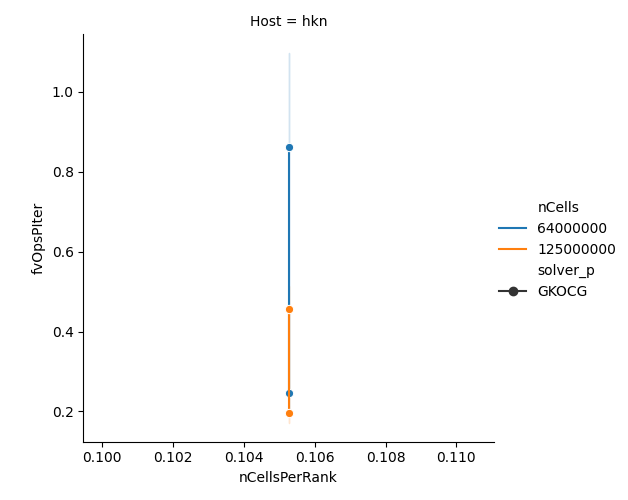 Host = hkn
fvOpsPIter
1.0
0.8
0.6
0.4
0.2
0.100 0.102 0.104 0.106 0.108 0.110
nCellsPerRank
nCells
64000000
125000000
solver_p
GKOCG